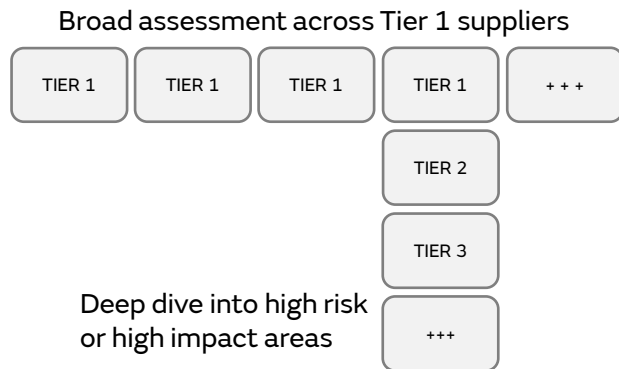 Broad assessment across Tier 1 suppliers
TIER 1 TIER 1 TIER 1 TIER 1 + + +
TIER 2
TIER 3
Deep dive into high risk
or high impact areas
+++